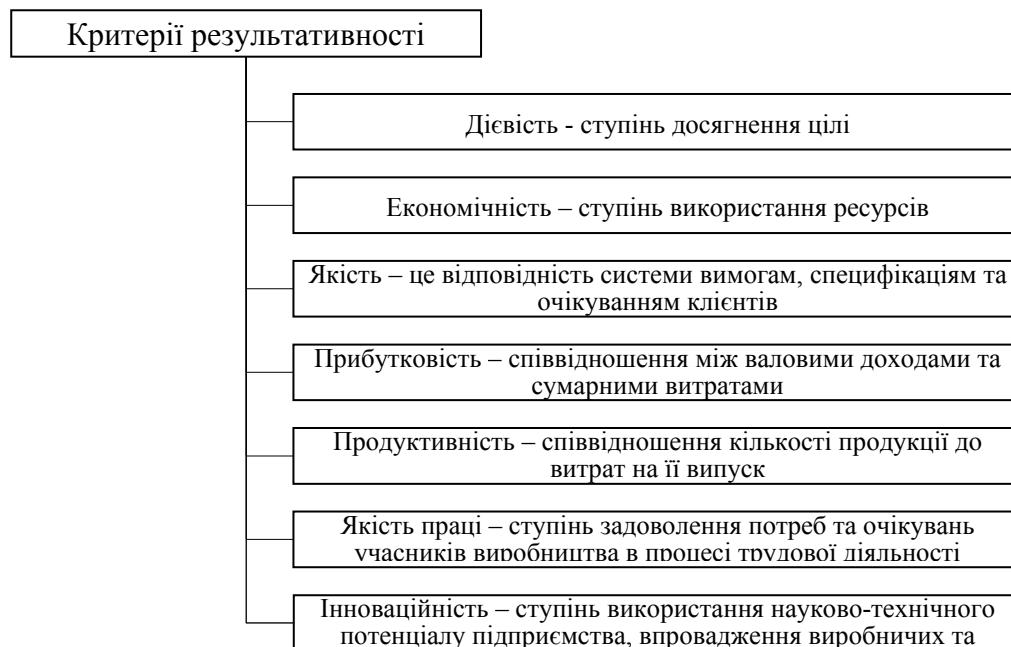 Критерії результативності
Дієвість - ступінь досягнення цілі
Економічність – ступінь використання ресурсів
Якість – це відповідність системи вимогам, специфікаціям та
очікуванням клієнтів
Прибутковість – співвідношення між валовими доходами та
сумарними витратами
Продуктивність – співвідношення кількості продукції до
витрат на її випуск
Якість праці – ступінь задоволення потреб та очікувань
учасників виробництва в процесі трудової діяльності
Інноваційність – ступінь використання науково-технічного
потенціалу підприємства, впровадження виробничих та